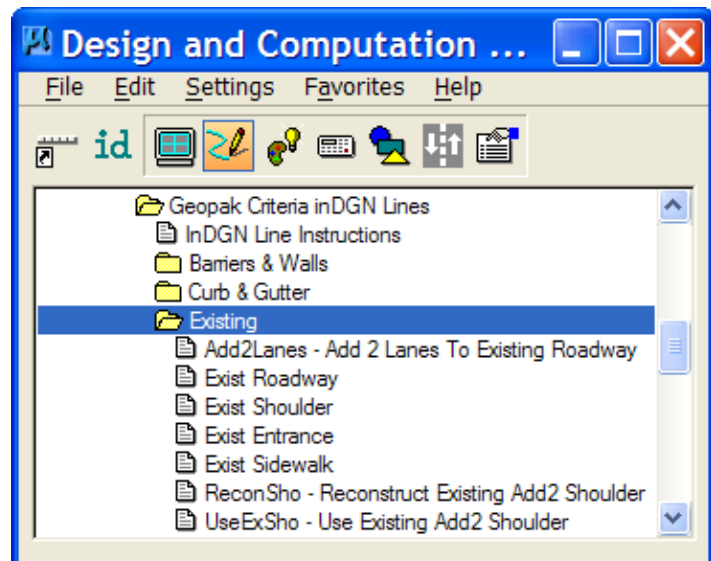 Design and Computation ...
File Edit Settings Favorites Help
id
Geopak Criteria inDGN Lines
InDGN Line Instructions
Barriers & Walls
Curb & Gutter
Existing
Add2Lanes - Add 2 Lanes To Existing Roadway
Exist Roadway
Exist Shoulder
Exist Entrance
Exist Sidewalk
ReconSho - Reconstruct Existing Add2 Shoulder
UseExSho - Use Existing Add2 Shoulder